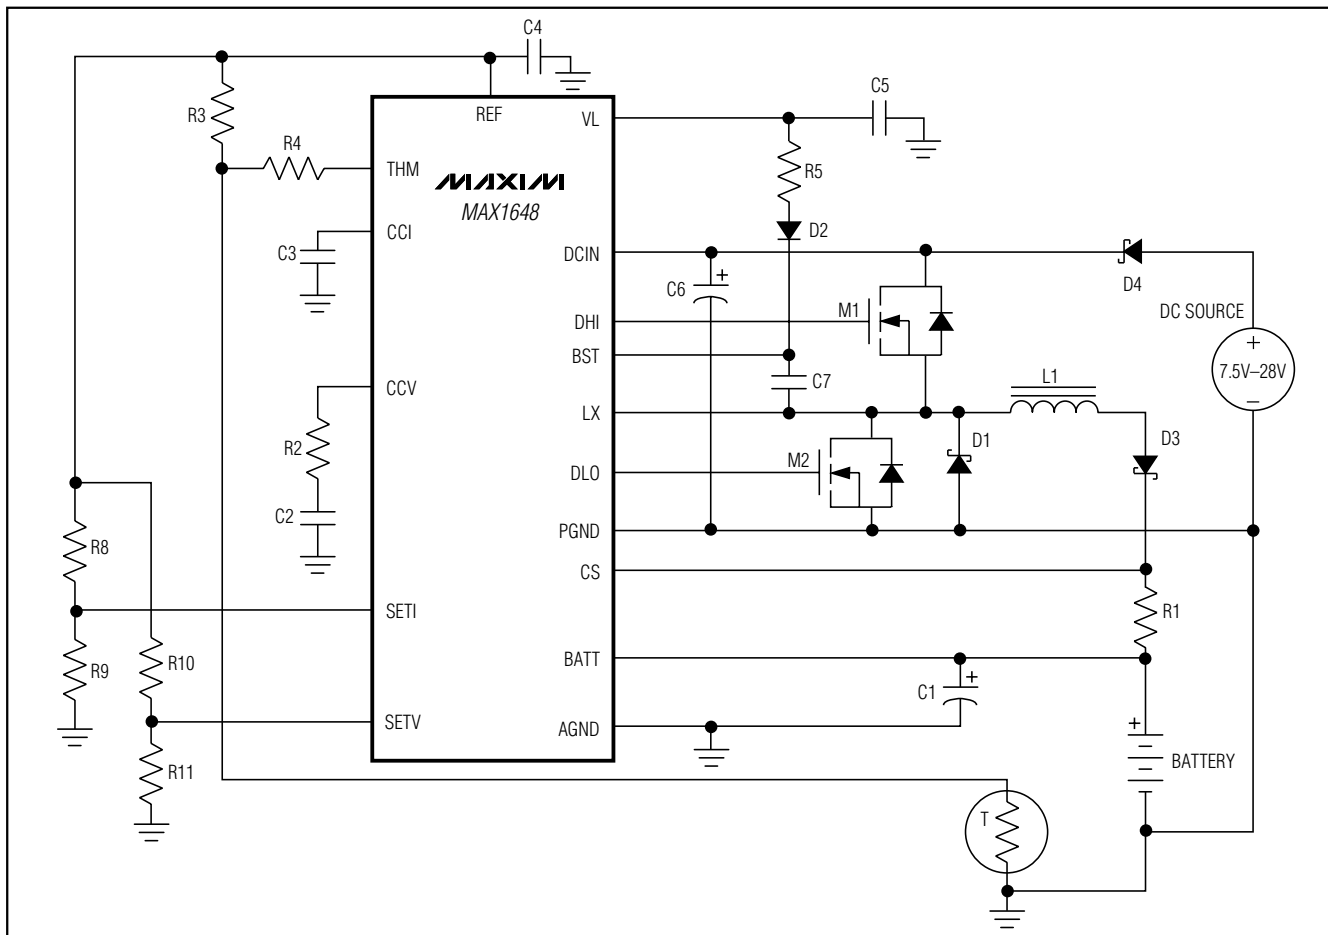 C4
R3
REF
VL
C5
R4
THM
MAXIM
MAX1648
R5
CCI
D2
C3
DCIN
D4
C6
+
M1
DC SOURCE
DHI
+
BST
7.5V–28V
CCV
C7
L1
–
LX
R2
D1
D3
M2
DLO
C2
PGND
R8
CS
SETI
R1
R9
R10
BATT
C1
+
SETV
AGND
+
R11
BATTERY
T